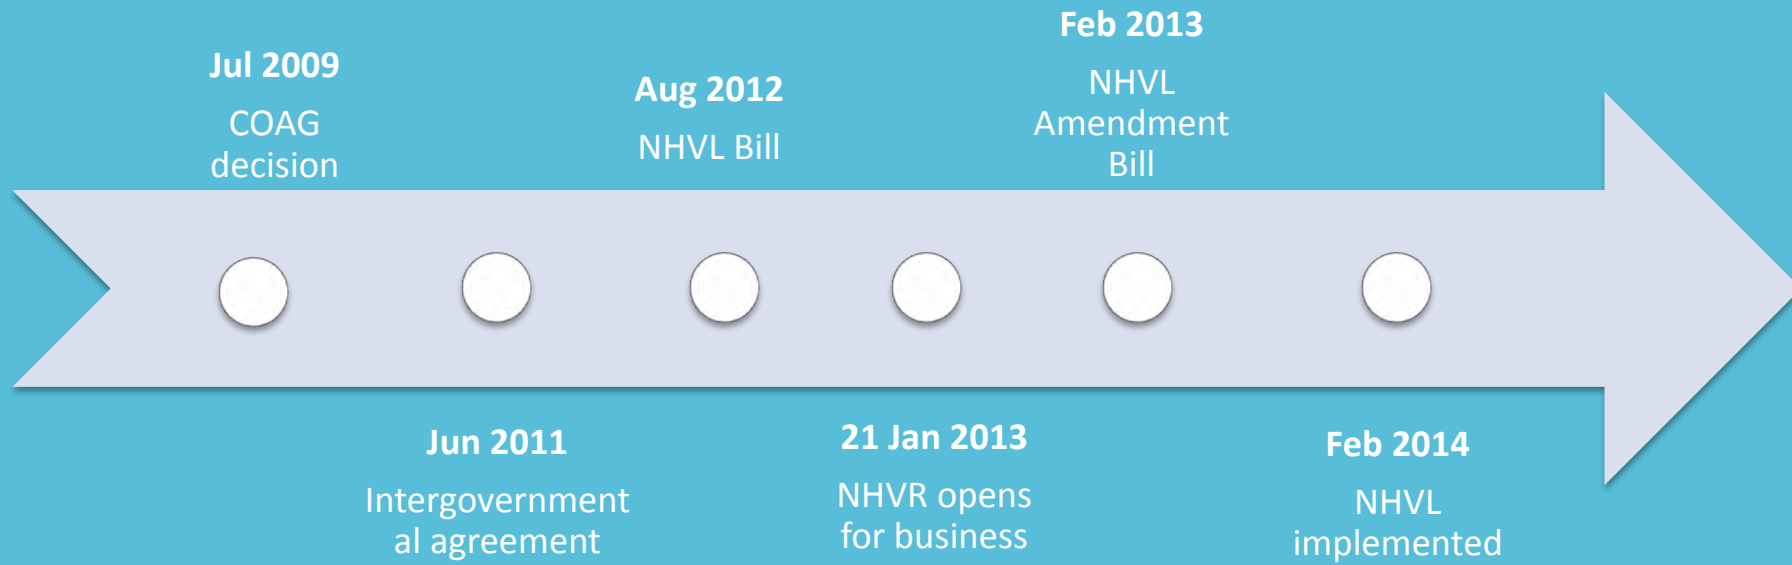 Jul 2009
COAG
decision
Jun 2011
Intergovernment
al agreement
Aug 2012
NHVL Bill
21 Jan 2013
NHVR opens
for business
Feb 2013
NHVL
Amendment
Bill
Feb 2014
NHVL
implemented